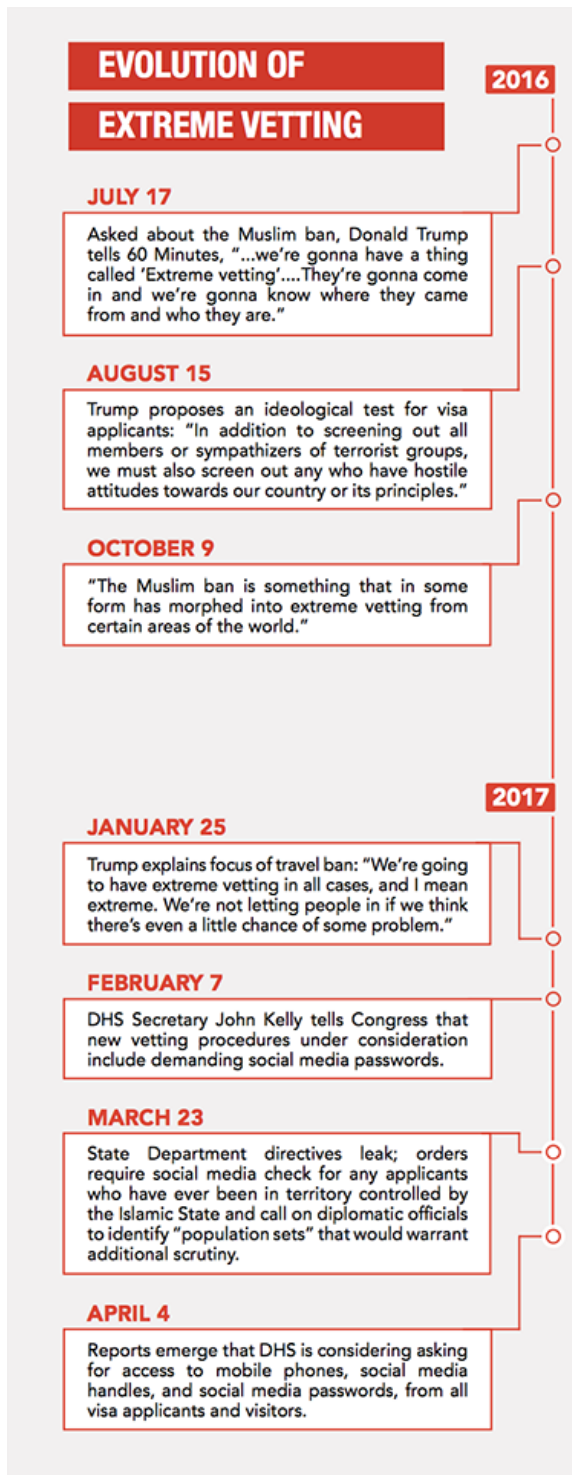 EVOLUTION OF
EXTREME VETTING
2016
JULY 17
Asked about the Muslim ban, Donald Trump
tells 60 Minutes, “...we’re gonna have a thing
called ‘Extreme vetting’....They’re gonna come
in and we’re gonna know where they came
from and who they are.”
AUGUST 15
Trump proposes an ideological test for visa
applicants: “In addition to screening out all
members or sympathizers of terrorist groups,
we must also screen out any who have hostile
attitudes towards our country or its principles.”
OCTOBER 9
“The Muslim ban is something that in some
form has morphed into extreme vetting from
certain areas of the world.”
2017
JANUARY 25
Trump explains focus of travel ban: “We’re going
to have extreme vetting in all cases, and I mean
extreme. We’re not letting people in if we think
there’s even a little chance of some problem.”
FEBRUARY 7
DHS Secretary John Kelly tells Congress that
new vetting procedures under consideration
include demanding social media passwords.
MARCH 23
State Department directives leak; orders
require social media check for any applicants
who have ever been in territory controlled by
the Islamic State and call on diplomatic officials
to identify “population sets” that would warrant
additional scrutiny.
APRIL 4
Reports emerge that DHS is considering asking
for access to mobile phones, social media
handles, and social media passwords, from all
visa applicants and visitors.